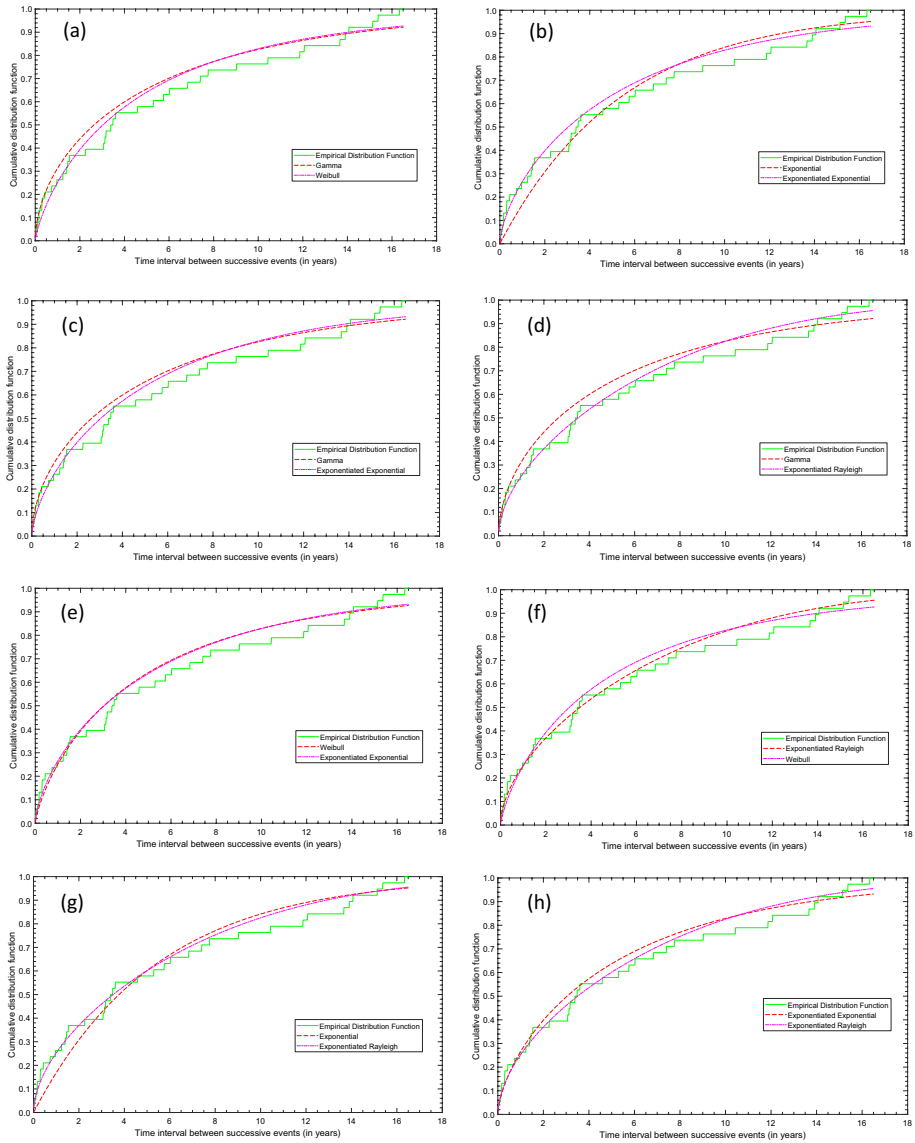 (a)
Cumulative distribution function
1.0
0.9
0.8
0.7
0.6
0.5
0.4
0.3
0.2
0.1
0.0
Empirical Distribution Function
Gamma
Weibull
0 2 4 6 8 10 12 14 16 18
Time interval between successive events (in years)
(b)
Cumulative distribution function
1.0
0.9
0.8
0.7
0.6
0.5
0.4
0.3
0.2
0.1
0.0
Empirical Distribution Function
Exponential
Exponentiated Exponential
0 2 4 6 8 10 12 14 16 18
Time interval between successive events (in years)
(c)
Cumulative distribution function
1.0
0.9
0.8
0.7
0.6
0.5
0.4
0.3
0.2
0.1
0.0
Empirical Distribution Function
Gamma
Exponentiated Exponential
0 2 4 6 8 10 12 14 16 18
Time interval between successive events (in years)
(d)
Cumulative distribution function
1.0
0.9
0.8
0.7
0.6
0.5
0.4
0.3
0.2
0.1
0.0
Empirical Distribution Function
Gamma
Exponentiated Rayleigh
0 2 4 6 8 10 12 14 16 18
Time interval between successive events (in years)
(e)
Cumulative distribution function
1.0
0.9
0.8
0.7
0.6
0.5
0.4
0.3
0.2
0.1
0.0
Empirical Distribution Function
Weibull
Exponentiated Exponential
0 2 4 6 8 10 12 14 16 18
Time interval between successive events (in years)
(f)
Cumulative distribution function
1.0
0.9
0.8
0.7
0.6
0.5
0.4
0.3
0.2
0.1
0.0
Empirical Distribution Function
Exponentiated Rayleigh
Weibull
0 2 4 6 8 10 12 14 16 18
Time interval between successive events (in years)
(g)
Cumulative distribution function
1.0
0.9
0.8
0.7
0.6
0.5
0.4
0.3
0.2
0.1
0.0
Empirical Distribution Function
Exponential
Exponentiated Rayleigh
0 2 4 6 8 10 12 14 16 18
Time interval between successive events (in years)
(h)
Cumulative distribution function
1.0
0.9
0.8
0.7
0.6
0.5
0.4
0.3
0.2
0.1
0.0
Empirical Distribution Function
Exponentiated Exponential
Exponentiated Rayleigh
0 2 4 6 8 10 12 14 16 18
Time interval between successive events (in years)